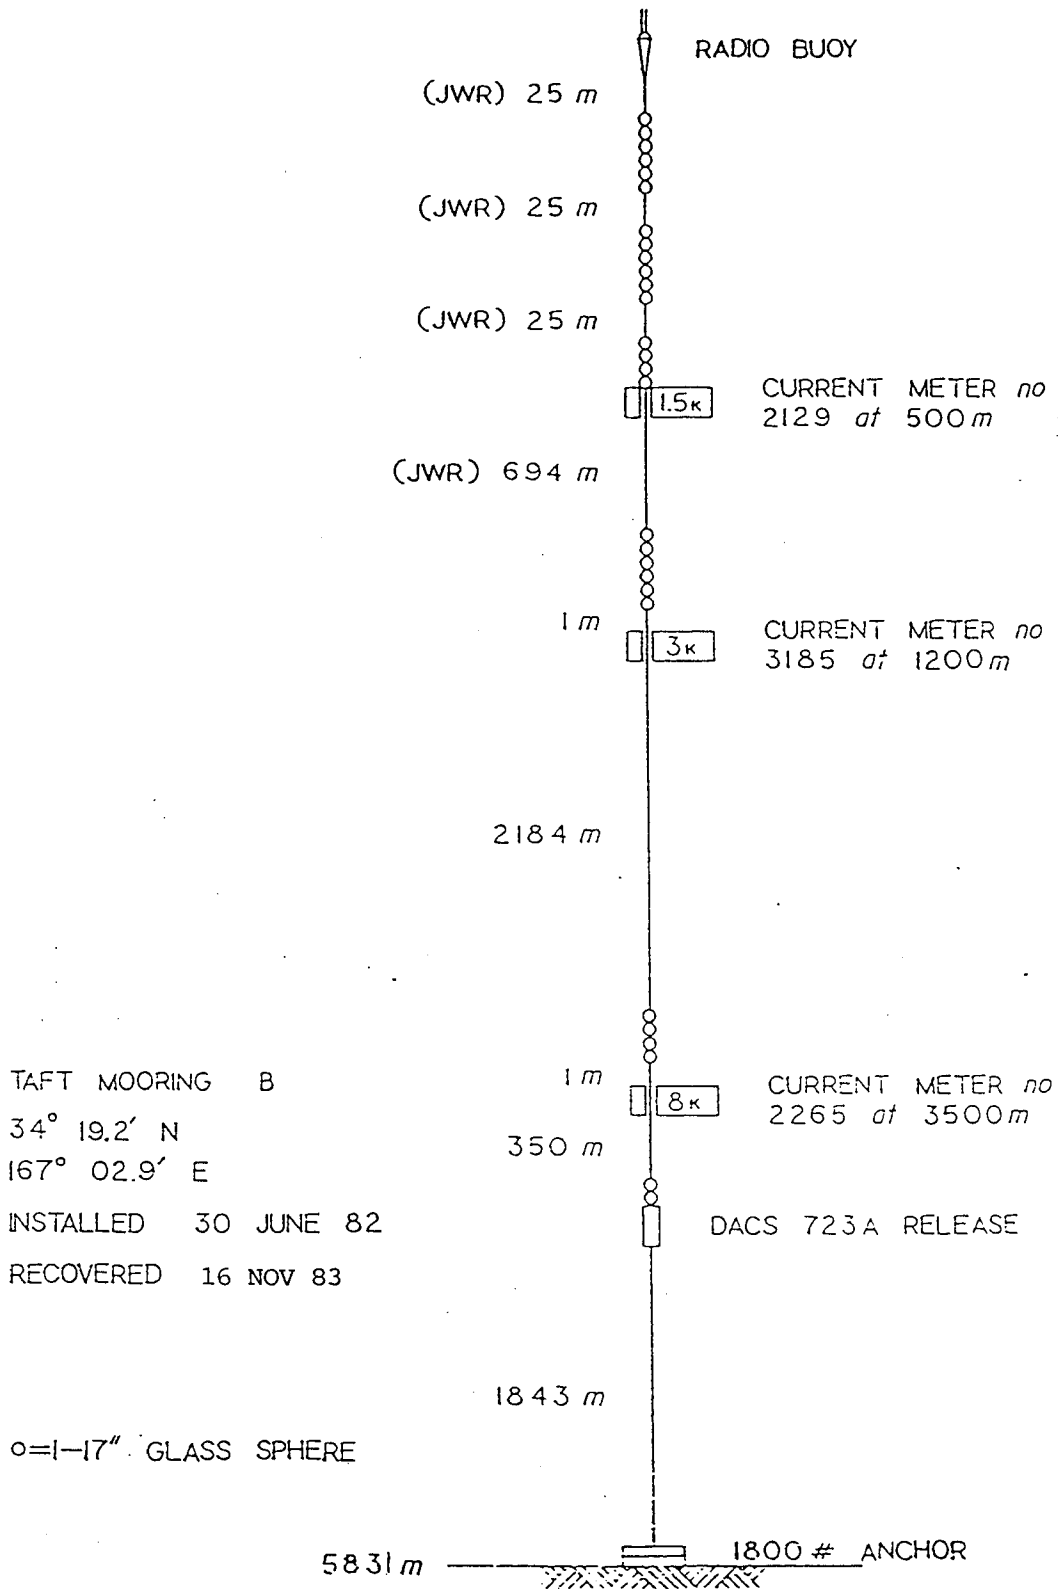 RADIO BUOY
(JWR) 25 m
(JWR) 25 m
(JWR) 25 m
1.5K
CURRENT METER no
2129 at 500m
(JWR) 694 m
1 m
3K
CURRENT METER no
3185 at 1200m
2184 m
TAFT MOORING B
34° 19.2' N
167° 02.9' E
INSTALLED 30 JUNE 82
RECOVERED 16 NOV 83
1 m
8K
CURRENT METER no
2265 at 3500m
350 m
DACS 723A RELEASE
1843 m
o=1-17" GLASS SPHERE
1800 # ANCHOR
5831m